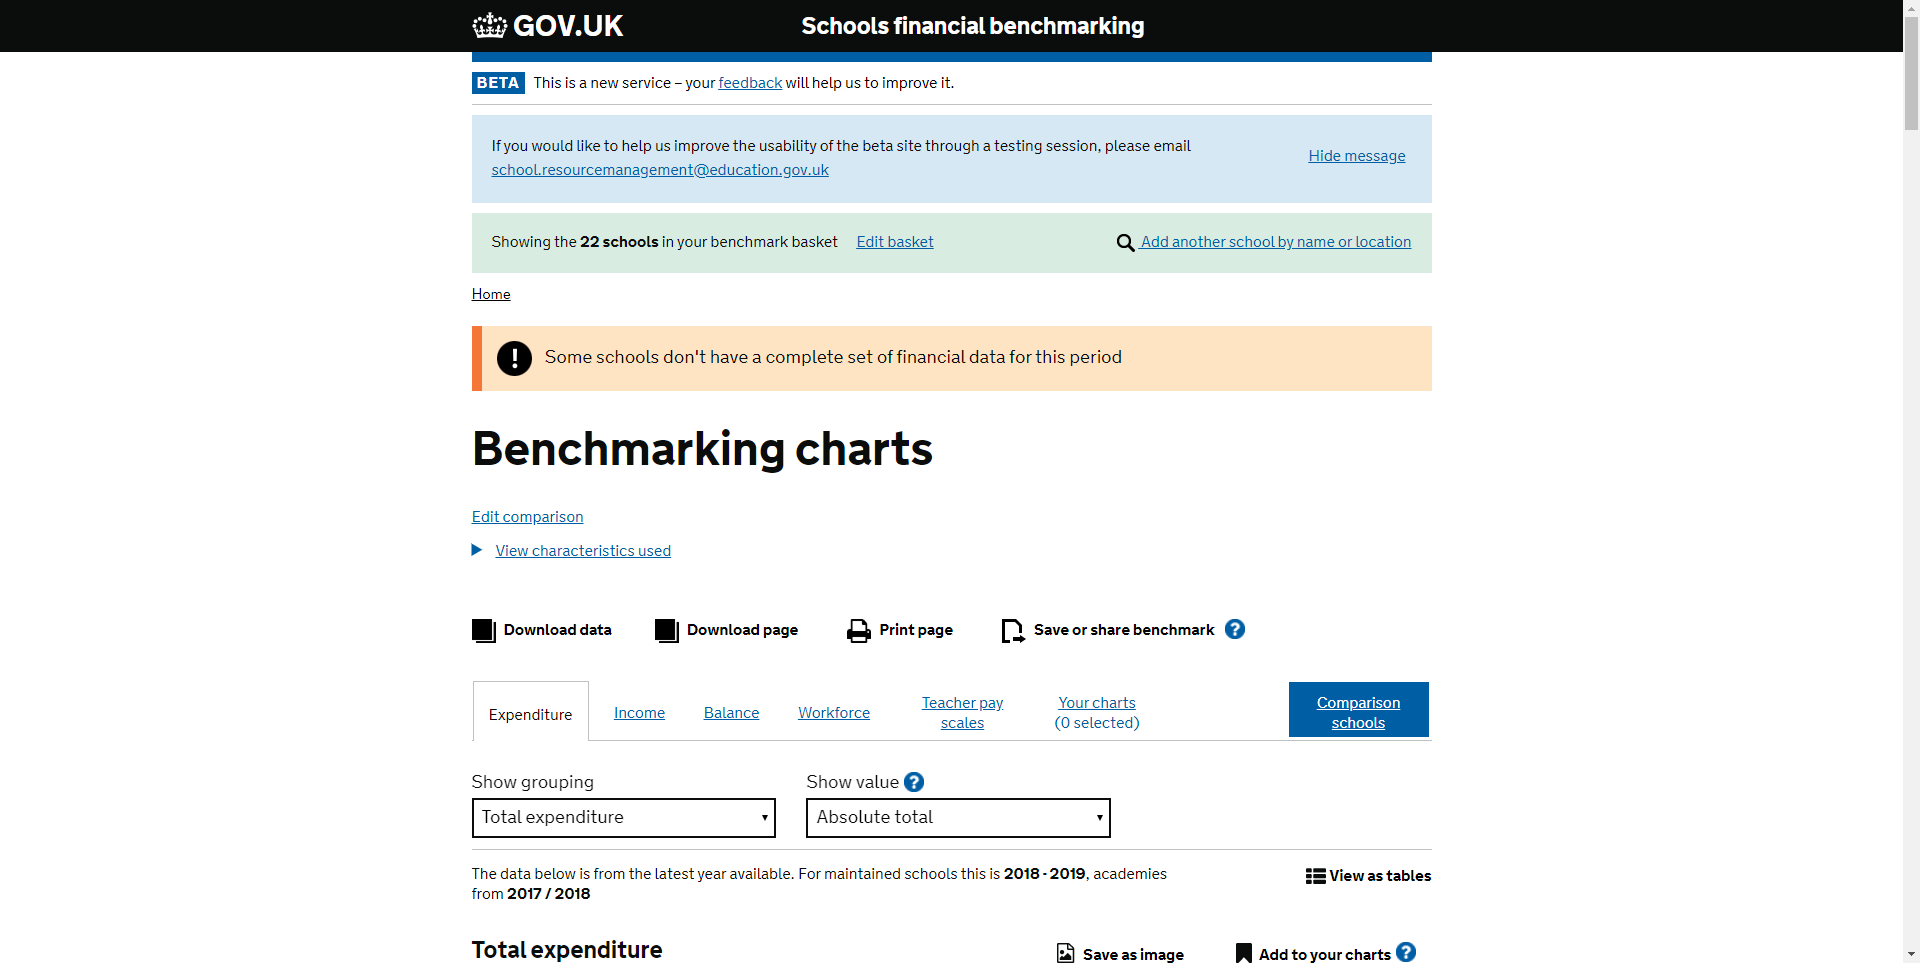 GOV.UK
Schools financial benchmarking
BETA This is a new service – your feedback will help us to improve it.
If you would like to help us improve the usability of the beta site through a testing session, please email
school.resourcemanagement@education.gov.uk
Hide message
Showing the 22 schools in your benchmark basket Edit basket
Add another school by name or location
Home
! Some schools don't have a complete set of financial data for this period
Benchmarking charts
Edit comparison
View characteristics used
Download data
Download page
Print page
Save or share benchmark ?
Expenditure
Income
Balance
Workforce
Teacher pay
scales
Your charts
(0 selected)
Comparison
schools
Show grouping
Total expenditure
Show value ?
Absolute total
The data below is from the latest year available. For maintained schools this is 2018 - 2019, academies
from 2017 / 2018
View as tables
Total expenditure
Save as image
Add to your charts ?